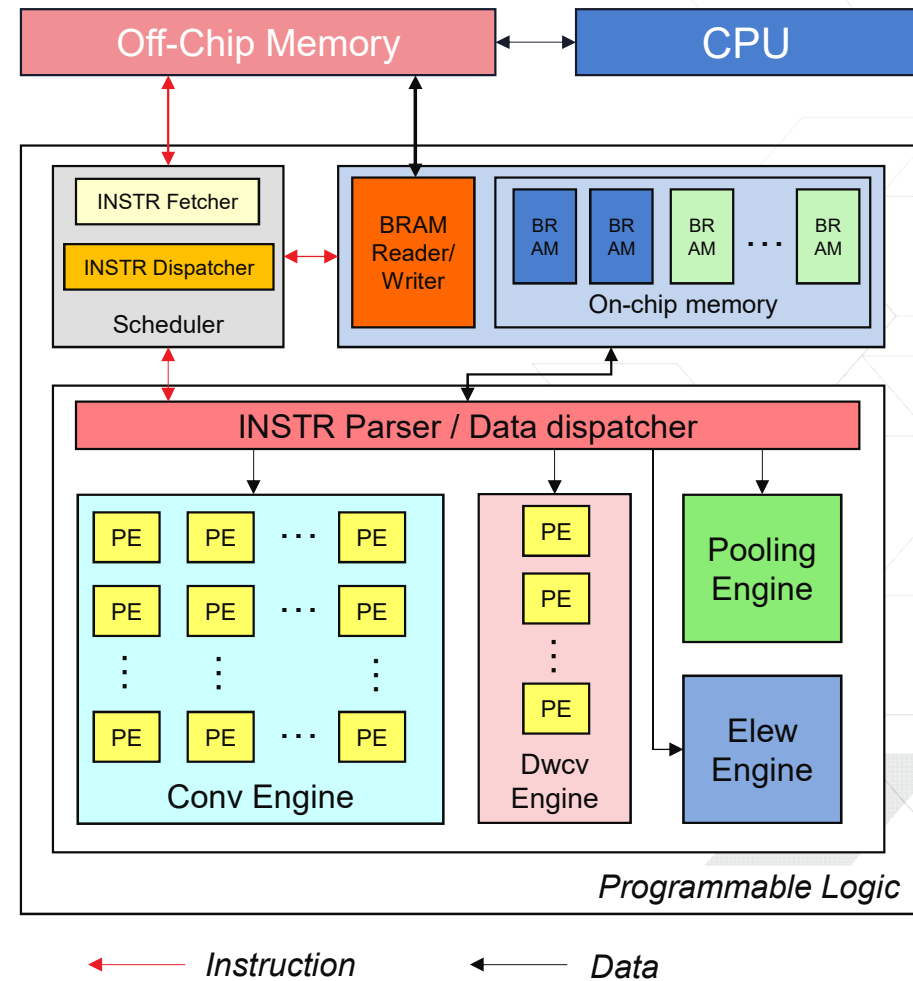 Off-Chip Memory
CPU
INSTR Fetcher
INSTR Dispatcher
Scheduler
BRAM
Reader/
Writer
BR
AM
BR
AM
BR
AM
...
BR
AM
On-chip memory
INSTR Parser / Data dispatcher
PE PE ... PE
PE PE ... PE
PE PE ... PE
Conv Engine
PE
PE
PE
Dwcv
Engine
Pooling
Engine
Elew
Engine
Programmable Logic
Instruction
Data